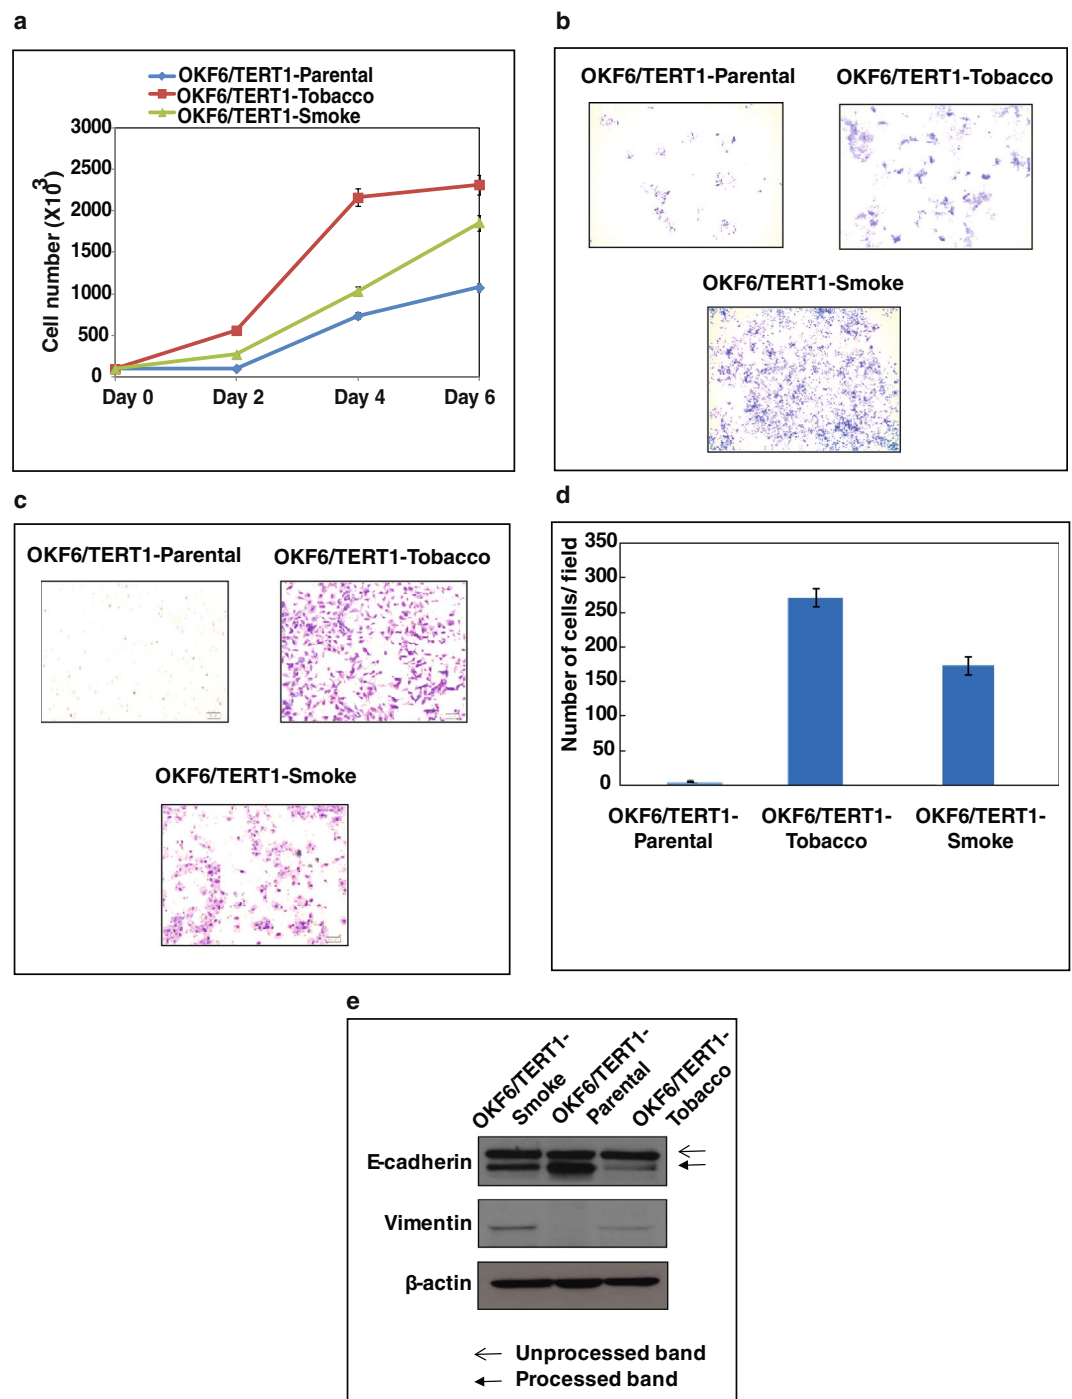 a
OKF6/TERT1-Parental
OKF6/TERT1-Tobacco
OKF6/TERT1-Smoke
Cell number (X10³)
3000
2500
2000
1500
1000
500
0
Day 0 Day 2 Day 4 Day 6
b
OKF6/TERT1-Parental
OKF6/TERT1-Tobacco
OKF6/TERT1-Smoke
c
OKF6/TERT1-Parental
OKF6/TERT1-Tobacco
OKF6/TERT1-Smoke
d
Number of cells/ field
350
300
250
200
150
100
50
0
OKF6/TERT1-
Parental
OKF6/TERT1-
Tobacco
OKF6/TERT1-
Smoke
e
OKF6/TERT1-
Smoke
OKF6/TERT1-
Parental
OKF6/TERT1-
Tobacco
E-cadherin
Vimentin
β-actin
Unprocessed band
Processed band